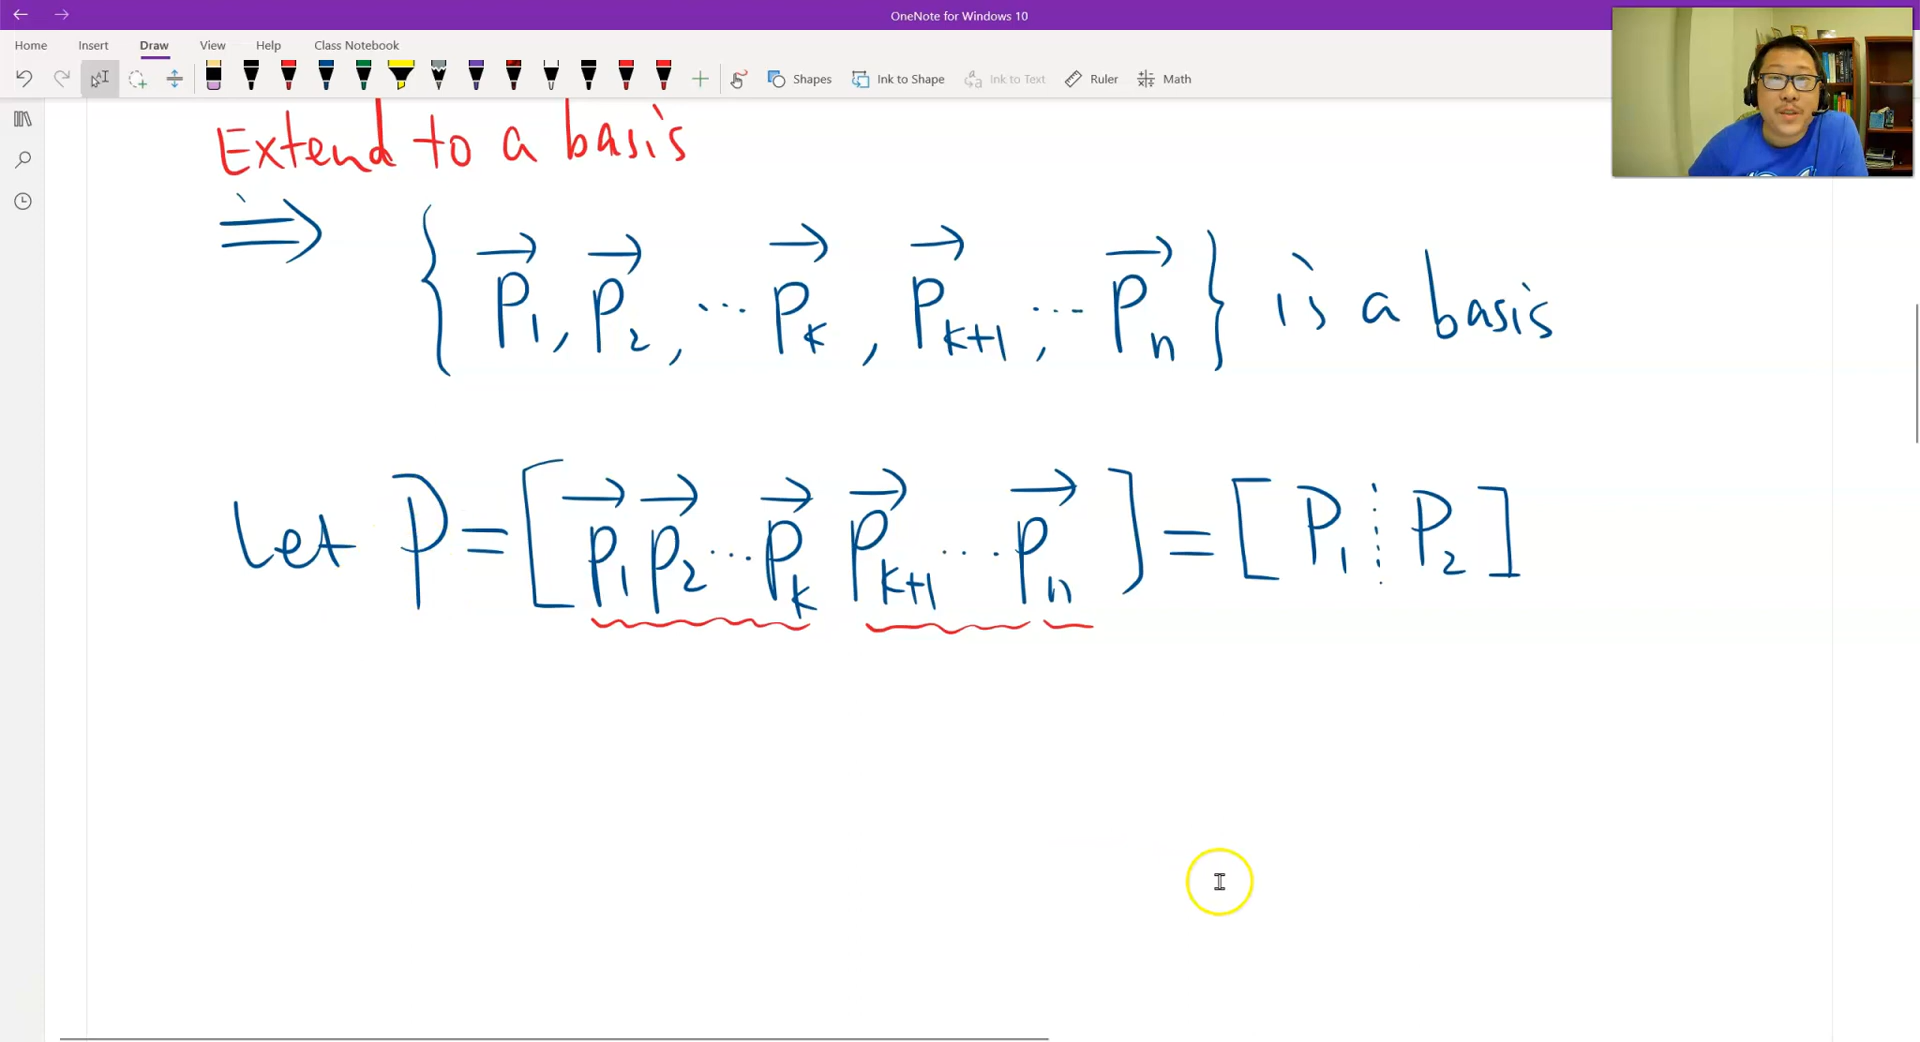 OneNote for Windows 10
Home Insert Draw View Help Class Notebook
Shapes Ink to Shape Ink to Text Ruler Math
Extend to a basis
⟹ { p⃗₁, p⃗₂, ... p⃗ₖ, p⃗ₖ₊₁, ... p⃗ₙ } is a basis
Let P = [ p⃗₁ p⃗₂ ... p⃗ₖ p⃗ₖ₊₁ ... p⃗ₙ ] = [ P₁ ⋮ P₂ ]